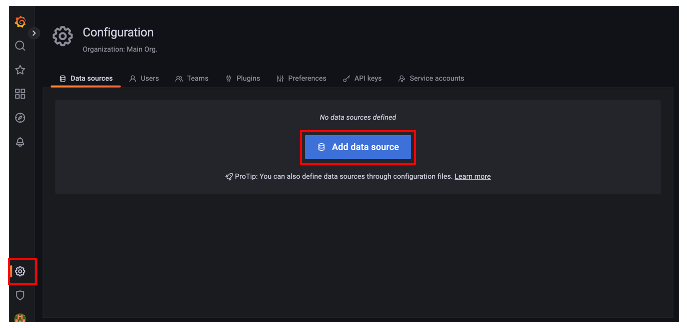 Configuration
Organization: Main Org.
Data sources Users Teams Plugins Preferences API keys Service accounts
No data sources defined
Add data source
ProTip: You can also define data sources through configuration files. Learn more